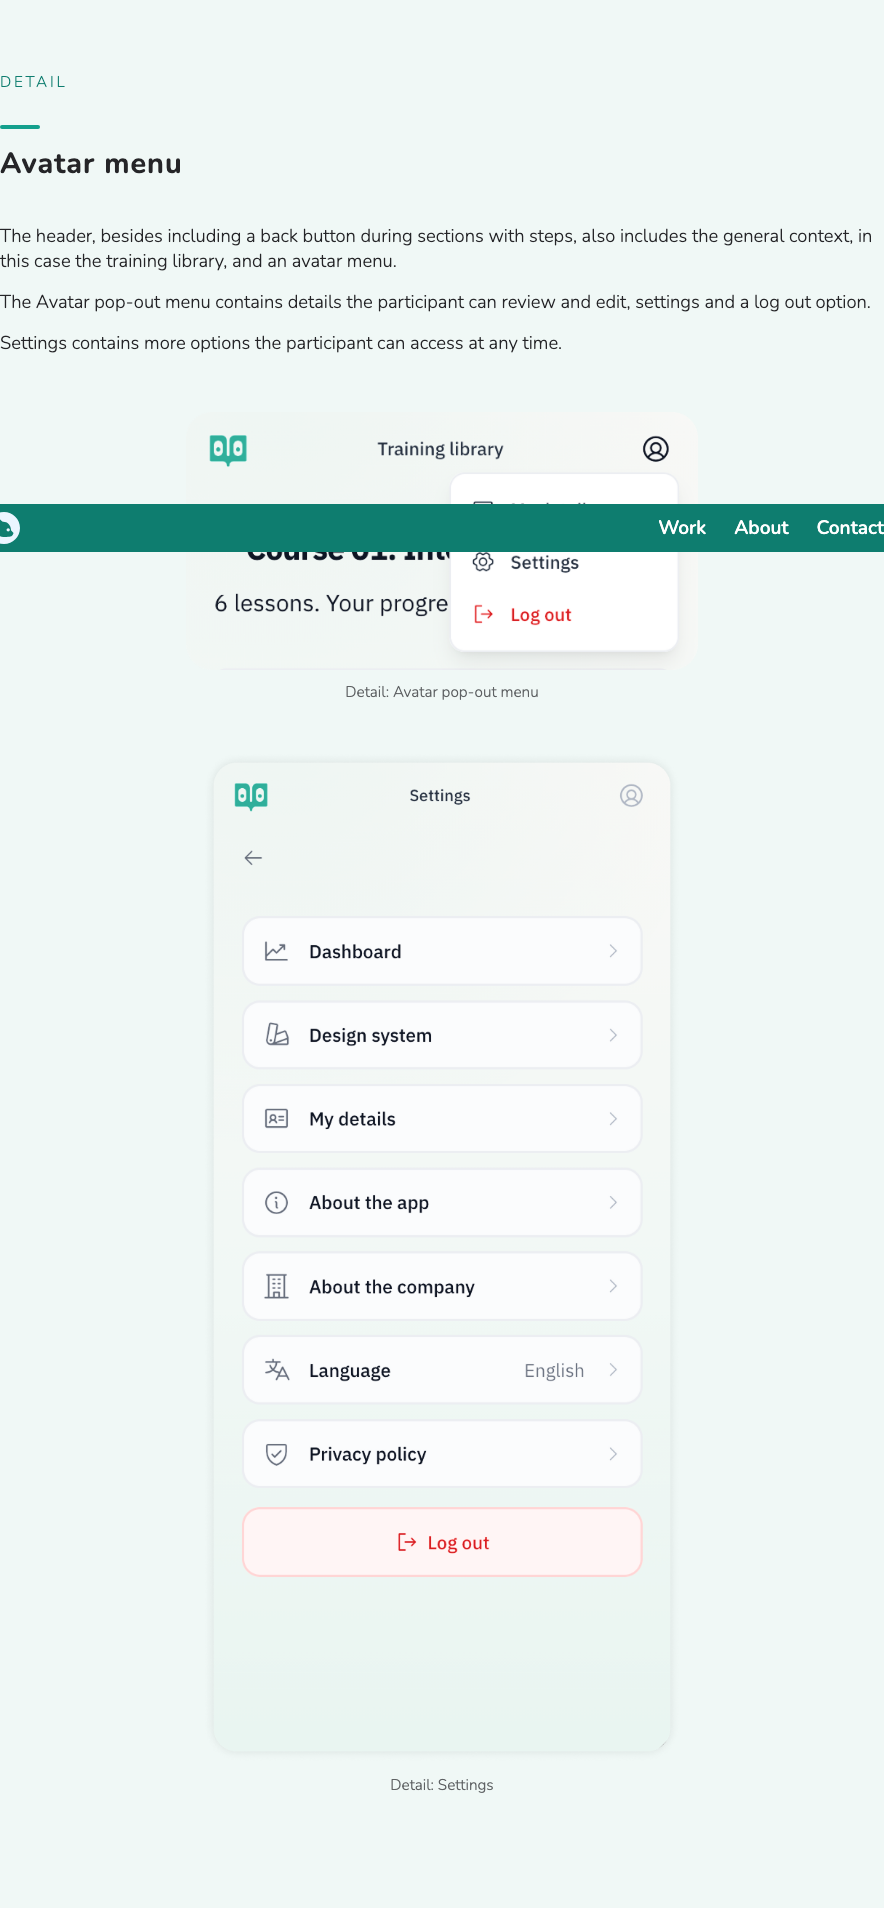 DETAIL
Avatar menu
The header, besides including a back button during sections with steps, also includes the general context, in
this case the training library, and an avatar menu.
The Avatar pop-out menu contains details the participant can review and edit, settings and a log out option.
Settings contains more options the participant can access at any time.
Training library
Work About Contact
Course 01:
Settings
6 lessons. Your progre
Log out
Detail: Avatar pop-out menu
Settings
Dashboard
Design system
My details
About the app
About the company
Language English
Privacy policy
Log out
Detail: Settings